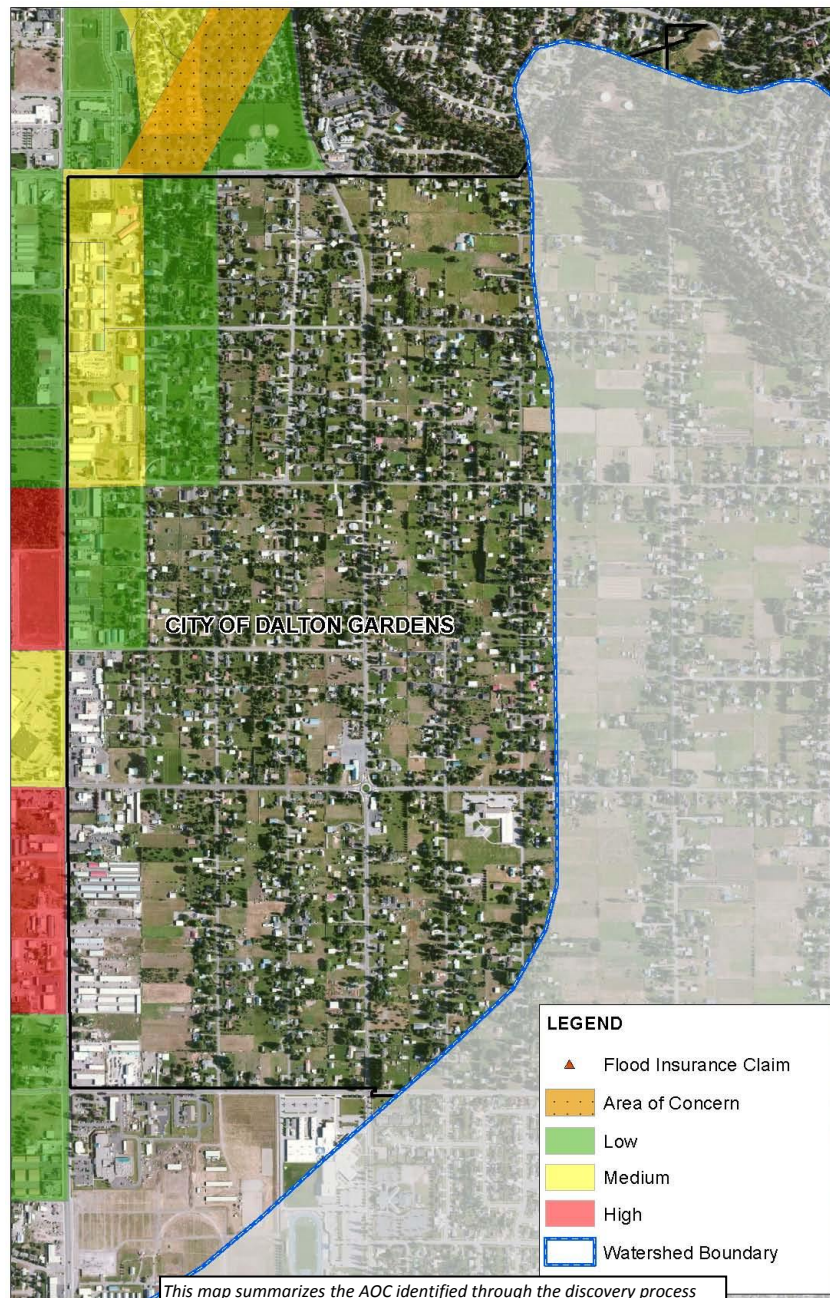 CITY OF DALTON GARDENS
LEGEND
Flood Insurance Claim
Area of Concern
Low
Medium
High
Watershed Boundary
This map summarizes the AOC identified through the discovery process